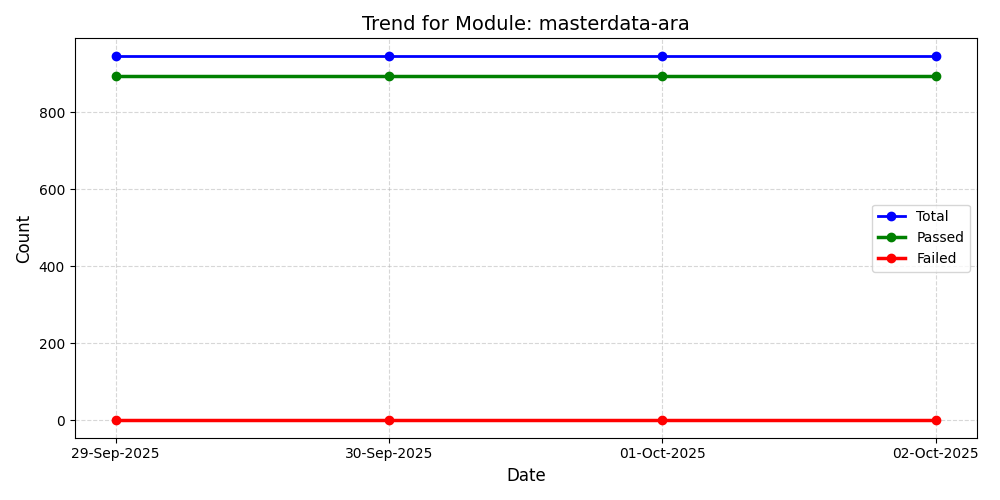 Trend for Module: masterdata-ara
Count
800
600
400
200
0
Total
Passed
Failed
29-Sep-2025
30-Sep-2025
01-Oct-2025
02-Oct-2025
Date